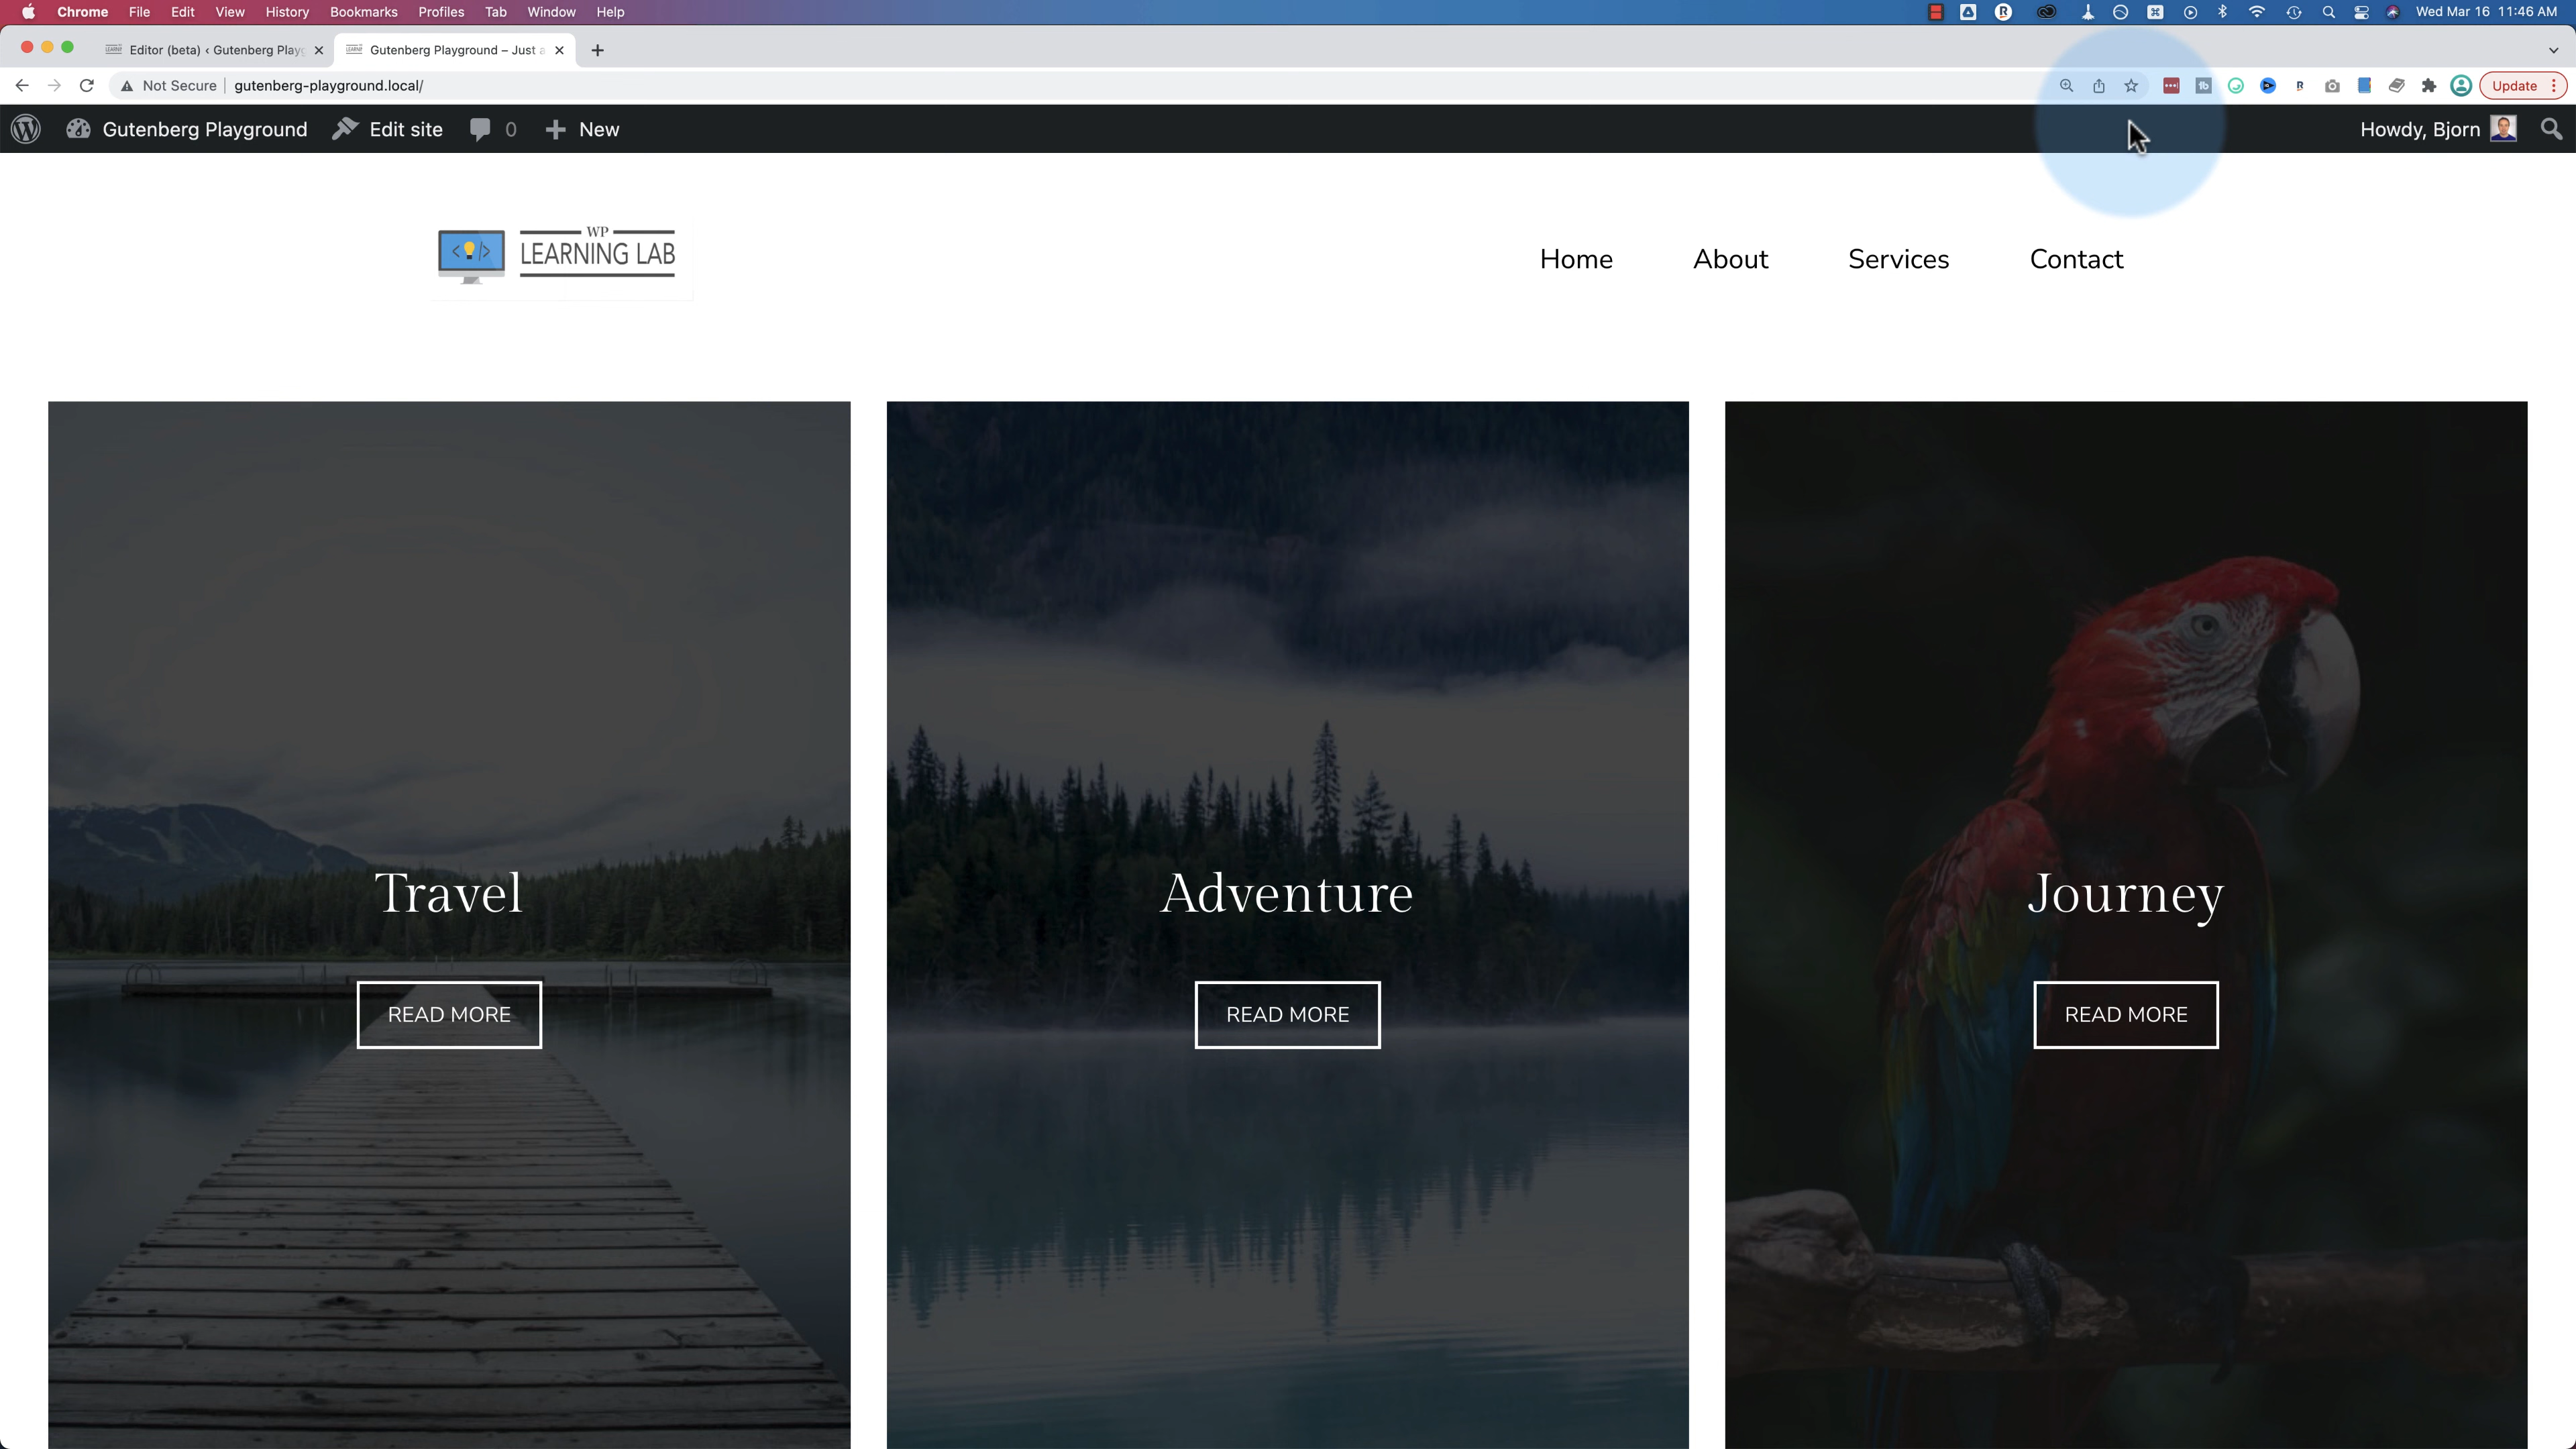 Chrome File Edit View History Bookmarks Profiles Tab Window Help Wed Mar 16 11:46 AM
Editor (beta) ‹ Gutenberg Playg Gutenberg Playground – Just a
Not Secure gutenberg-playground.local/ Update
Gutenberg Playground Edit site 0 New Howdy, Bjorn
WP
LEARNING LAB
Home About Services Contact
Travel Adventure Journey
READ MORE READ MORE READ MORE